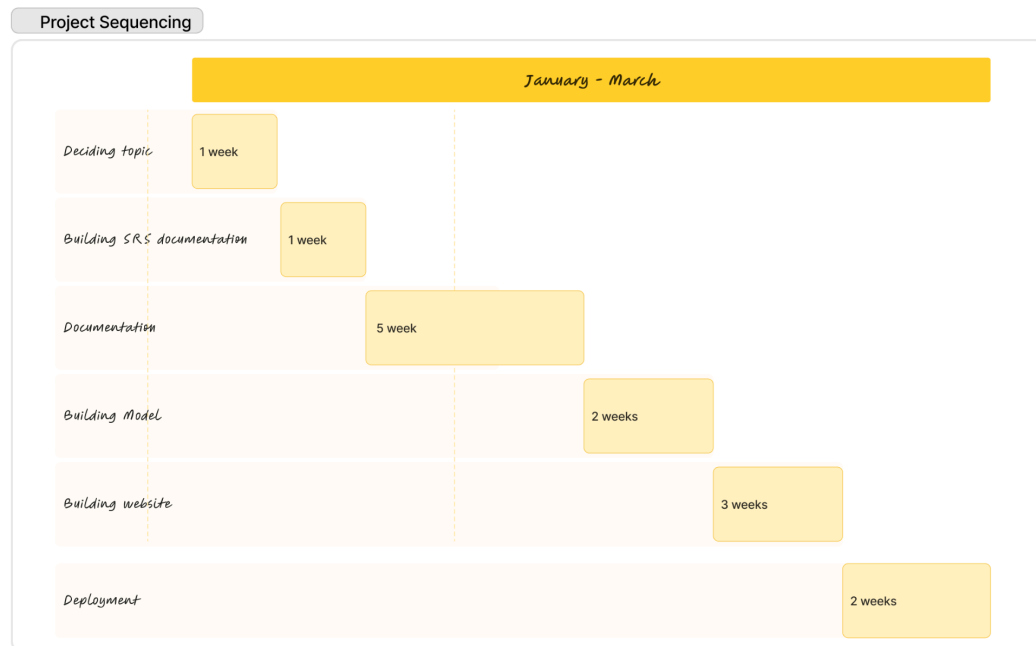 Project Sequencing
January - March
Deciding topic
1 week
Building SRS documentation
1 week
Documentation
5 week
Building Model
2 weeks
Building website
3 weeks
Deployment
2 weeks